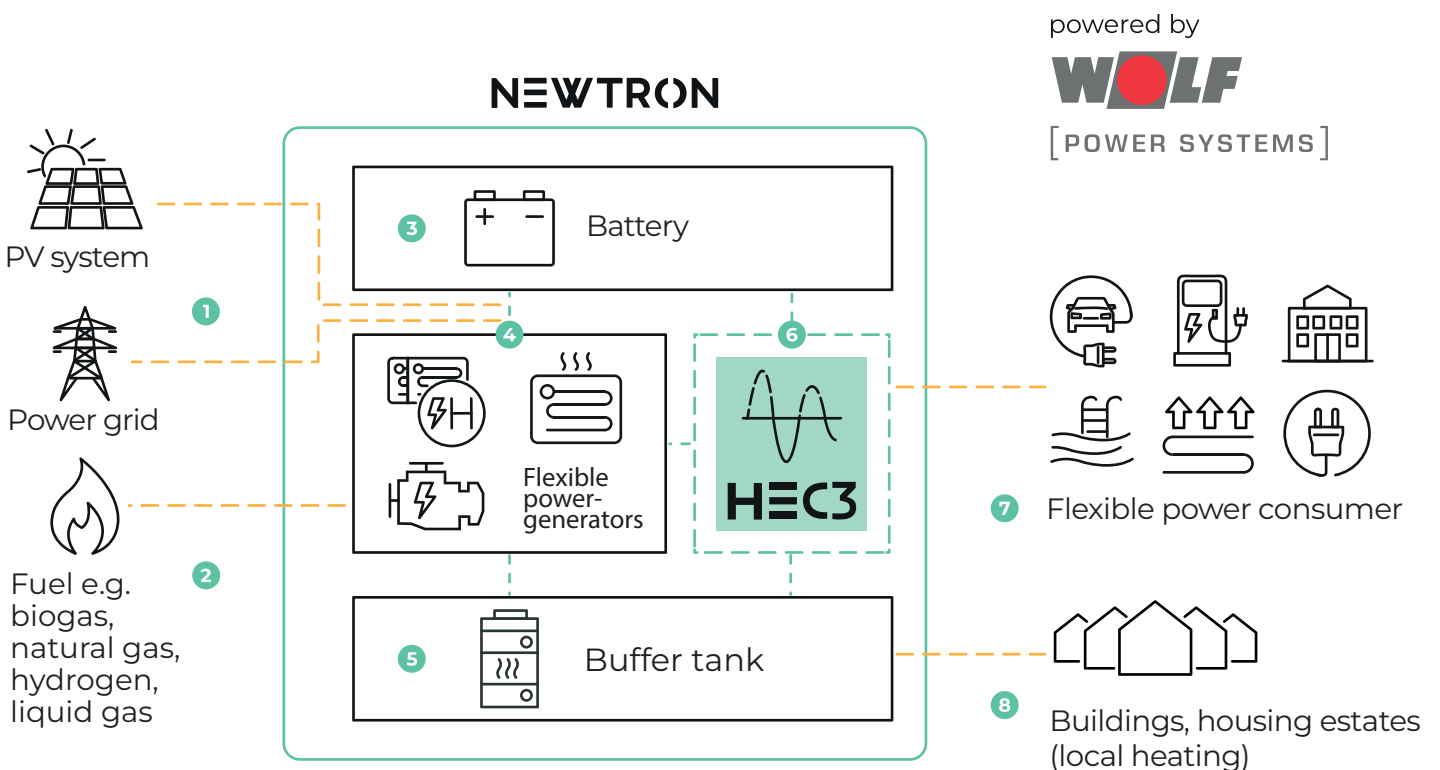 powered by
WOLF
[POWER SYSTEMS]
NEWTRON
PV system
1
Power grid
Fuel e.g.
biogas,
natural gas,
hydrogen,
liquid gas
2
3
+ −
Battery
4
H
Flexible
power-
generators
6
HEC3
5
Buffer tank
7
Flexible power consumer
8
Buildings, housing estates
(local heating)